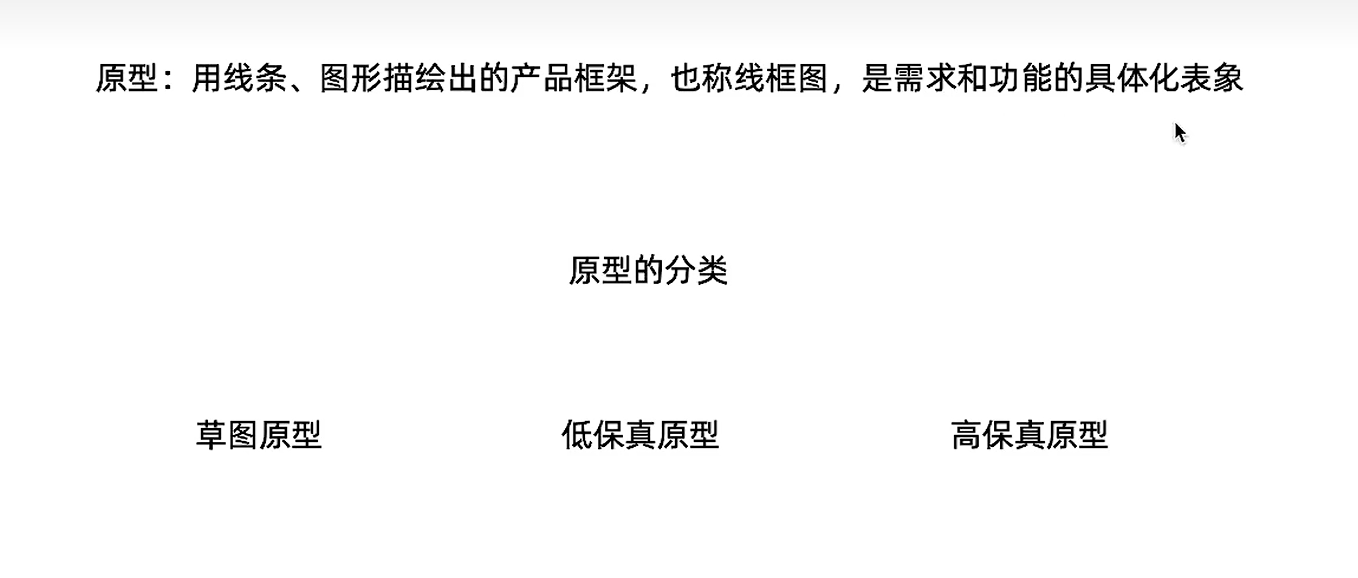 原型：用线条、图形描绘出的产品框架，也称线框图，是需求和功能的具体化表象
原型的分类
草图原型
低保真原型
高保真原型